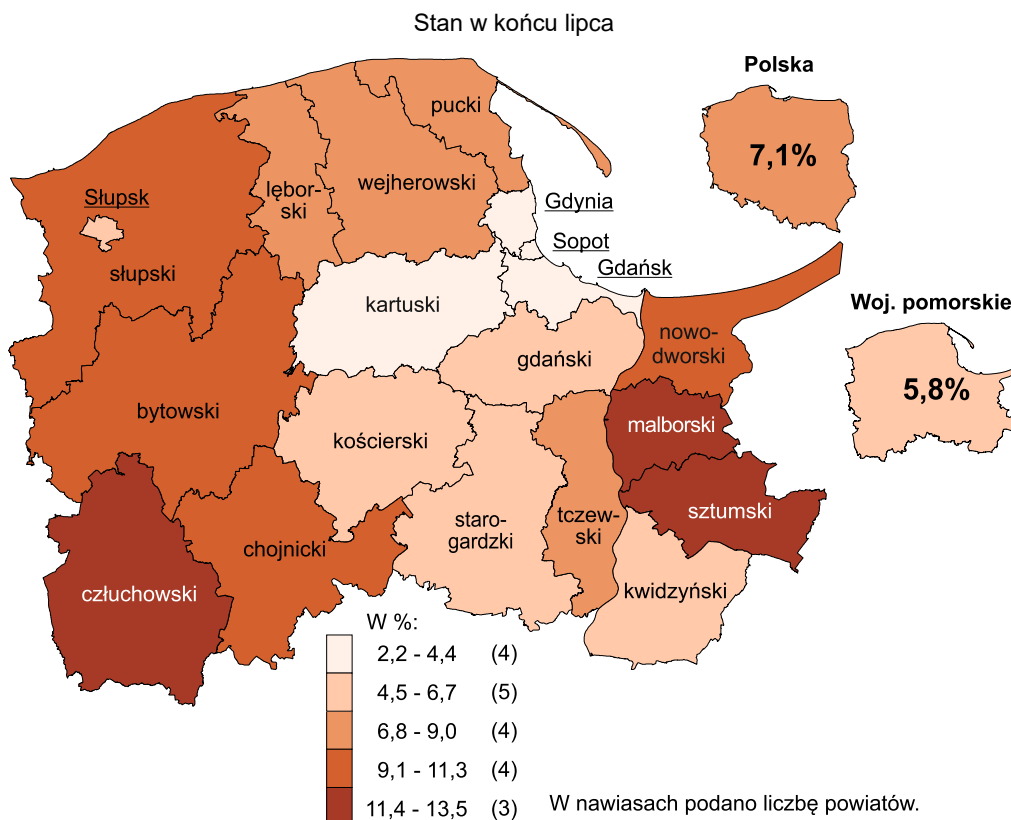 Stan w końcu lipca
Polska
7,1%
pucki
wejherowski
lębor-
ski
Słupsk
Gdynia
Sopot
Gdańsk
słupski
kartuski
Woj. pomorskie
5,8%
nowo-
dworski
gdański
bytowski
kościerski
malborski
sztumski
staro-
gardzki
tczew-
ski
chojnicki
człuchowski
kwidzyński
W %:
2,2 - 4,4 (4)
4,5 - 6,7 (5)
6,8 - 9,0 (4)
9,1 - 11,3 (4)
11,4 - 13,5 (3)
W nawiasach podano liczbę powiatów.